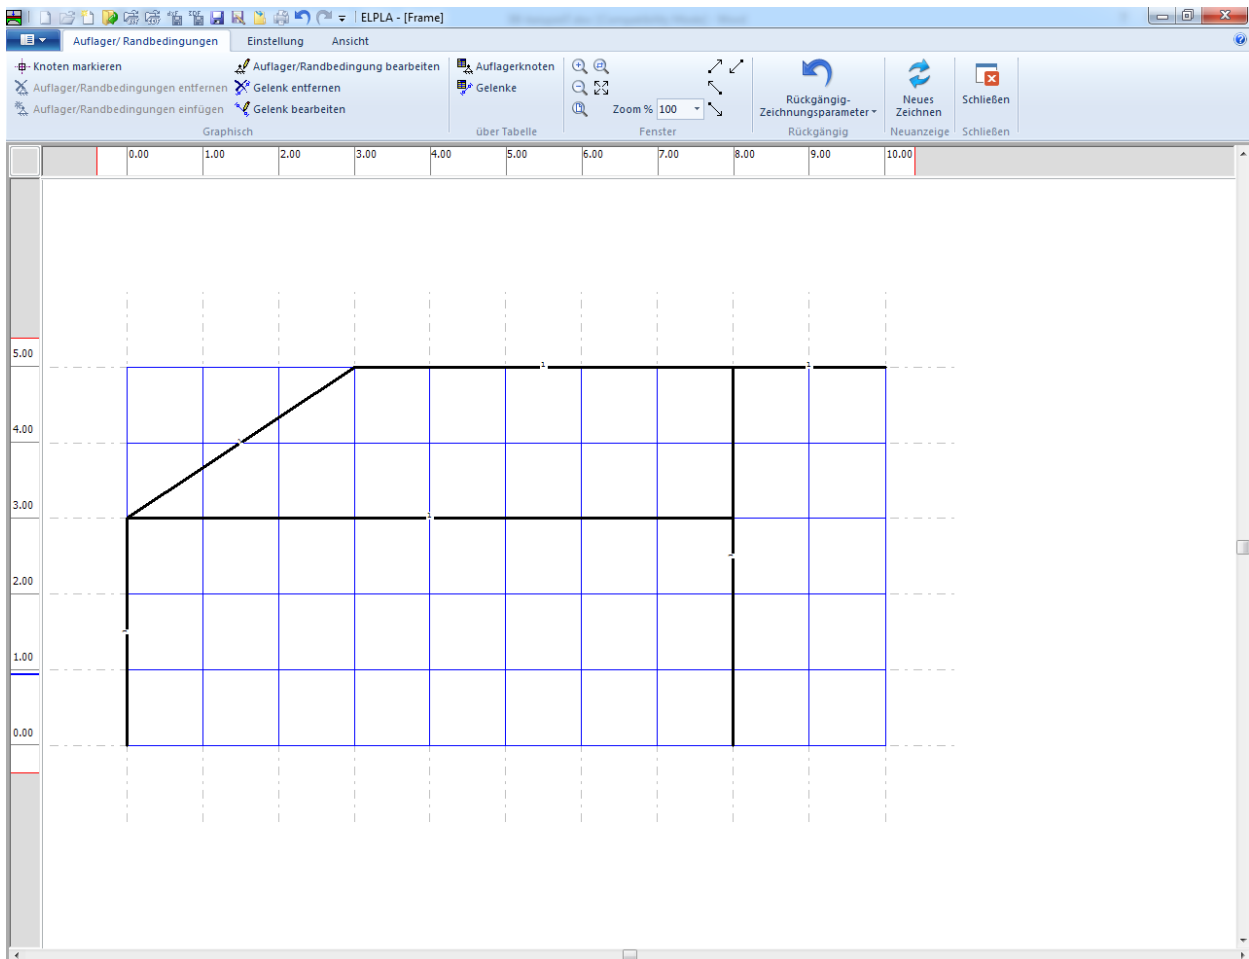 ELPLA - [Frame]
Auflager/ Randbedingungen Einstellung Ansicht
Knoten markieren Auflager/Randbedingung bearbeiten Auflagerknoten
Auflager/Randbedingungen entfernen Gelenk entfernen Gelenke
Auflager/Randbedingungen einfügen Gelenk bearbeiten Zoom % 100
Rückgängig-
Zeichnungsparameter
Neues
Zeichnen
Schließen
Graphisch über Tabelle Fenster Rückgängig Neuanzeige Schließen
0.00 1.00 2.00 3.00 4.00 5.00 6.00 7.00 8.00 9.00 10.00
5.00
1 1
4.00
3.00
1
2.00
1.00
0.00